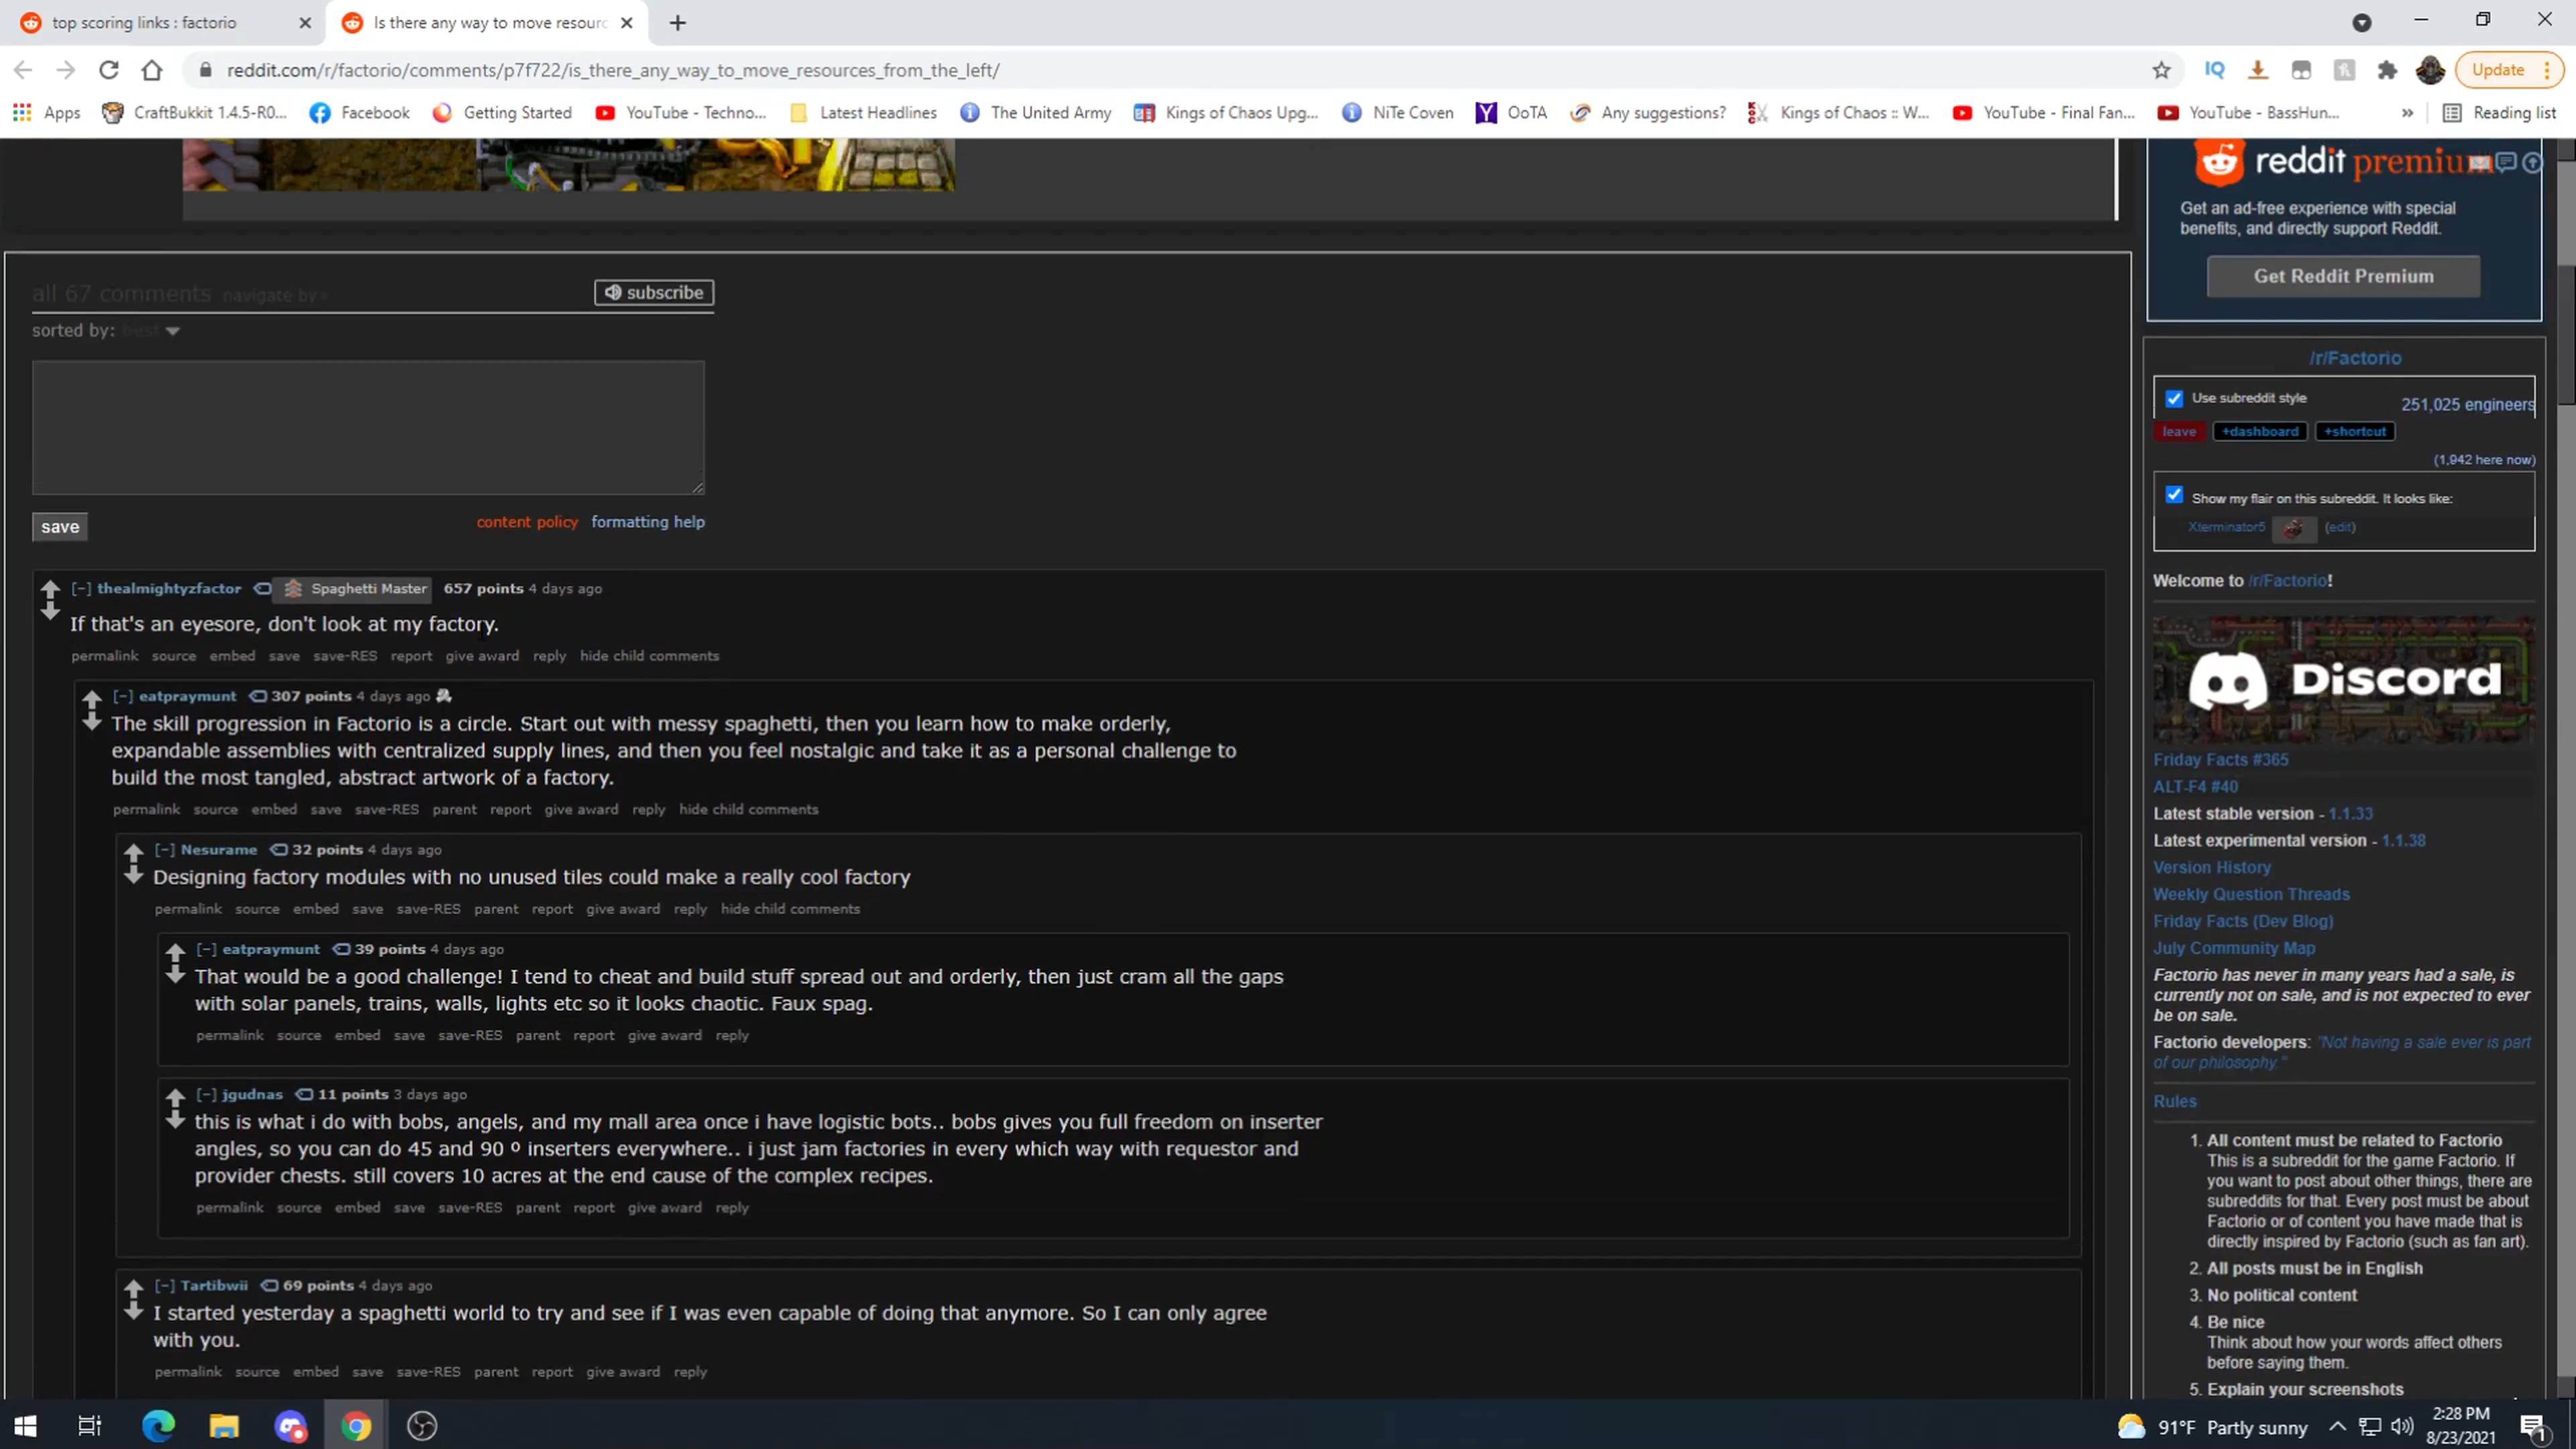 top scoring links : factorio
Is there any way to move resourc
reddit.com/r/factorio/comments/p7f722/is_there_any_way_to_move_resources_from_the_left/
IQ
Update
Apps
CraftBukkit 1.4.5-R0...
Facebook
Getting Started
YouTube - Techno...
Latest Headlines
The United Army
Kings of Chaos Upg...
NiTe Coven
OoTA
Any suggestions?
Kings of Chaos :: W...
YouTube - Final Fan...
YouTube - BassHun...
»
Reading list
all 67 comments navigate by
subscribe
sorted by: best
save
content policy formatting help
[–] thealmightyzfactor Spaghetti Master 657 points 4 days ago
If that's an eyesore, don't look at my factory.
permalink source embed save save-RES report give award reply hide child comments
[–] eatpraymunt 307 points 4 days ago
The skill progression in Factorio is a circle. Start out with messy spaghetti, then you learn how to make orderly,
expandable assemblies with centralized supply lines, and then you feel nostalgic and take it as a personal challenge to
build the most tangled, abstract artwork of a factory.
permalink source embed save save-RES parent report give award reply hide child comments
[–] Nesurame 32 points 4 days ago
Designing factory modules with no unused tiles could make a really cool factory
permalink source embed save save-RES parent report give award reply hide child comments
[–] eatpraymunt 39 points 4 days ago
That would be a good challenge! I tend to cheat and build stuff spread out and orderly, then just cram all the gaps
with solar panels, trains, walls, lights etc so it looks chaotic. Faux spag.
permalink source embed save save-RES parent report give award reply
[–] jgudnas 11 points 3 days ago
this is what i do with bobs, angels, and my mall area once i have logistic bots.. bobs gives you full freedom on inserter
angles, so you can do 45 and 90 º inserters everywhere.. i just jam factories in every which way with requestor and
provider chests. still covers 10 acres at the end cause of the complex recipes.
permalink source embed save save-RES parent report give award reply
[–] Tartibwii 69 points 4 days ago
I started yesterday a spaghetti world to try and see if I was even capable of doing that anymore. So I can only agree
with you.
permalink source embed save save-RES parent report give award reply
reddit premium
Get an ad-free experience with special
benefits, and directly support Reddit.
Get Reddit Premium
/r/Factorio
Use subreddit style
251,025 engineers
leave +dashboard +shortcut
(1,942 here now)
Show my flair on this subreddit. It looks like:
Xterminator5 (edit)
Welcome to /r/Factorio!
Discord
Friday Facts #365
ALT-F4 #40
Latest stable version - 1.1.33
Latest experimental version - 1.1.38
Version History
Weekly Question Threads
Friday Facts (Dev Blog)
July Community Map
Factorio has never in many years had a sale, is
currently not on sale, and is not expected to ever
be on sale.
Factorio developers: "Not having a sale ever is part
of our philosophy."
Rules
1. All content must be related to Factorio
This is a subreddit for the game Factorio. If
you want to post about other things, there are
subreddits for that. Every post must be about
Factorio or of content you have made that is
directly inspired by Factorio (such as fan art).
2. All posts must be in English
3. No political content
4. Be nice
Think about how your words affect others
before saying them.
5. Explain your screenshots
91°F Partly sunny
2:28 PM
8/23/2021
1